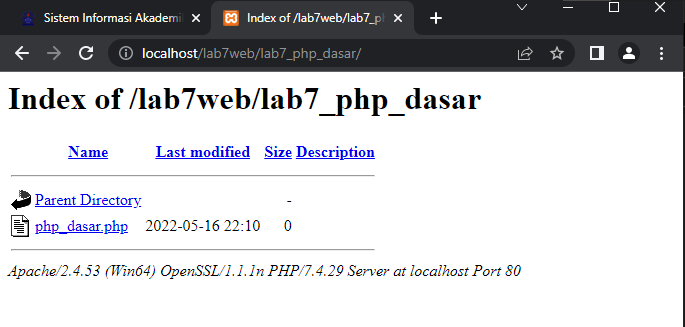 Sistem Informasi Akademi
Index of /lab7web/lab7_p
localhost/lab7web/lab7_php_dasar/
Index of /lab7web/lab7_php_dasar
Name Last modified Size Description
Parent Directory -
php_dasar.php 2022-05-16 22:10 0
Apache/2.4.53 (Win64) OpenSSL/1.1.1n PHP/7.4.29 Server at localhost Port 80